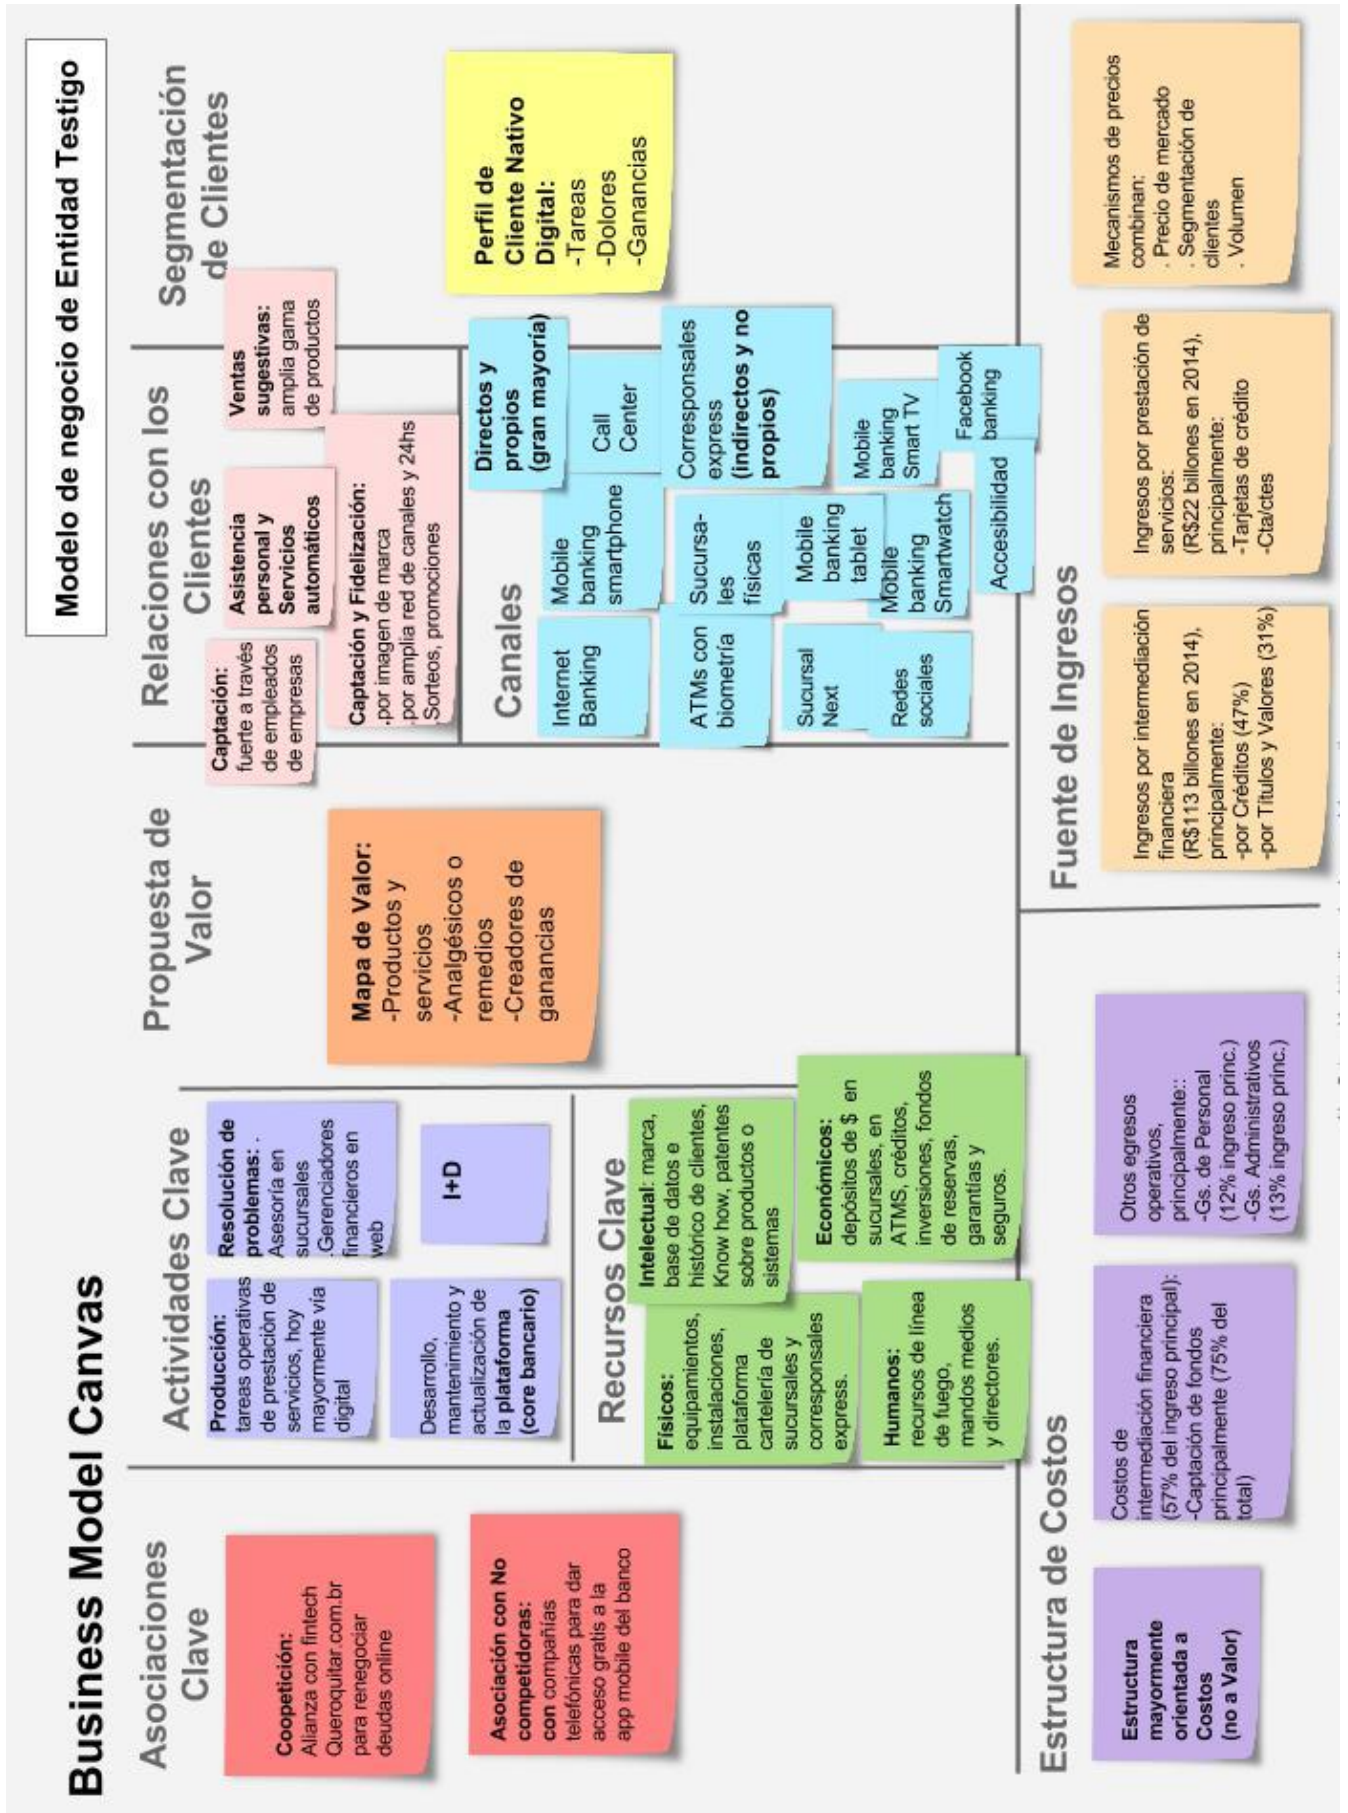 Business Model Canvas
Modelo de negocio de Entidad Testigo
Asociaciones
Clave
Coopetición:
Alianza con fintech
Queroquitar.com.br
para renegociar
deudas online
Asociación con No
competidoras:
con compañías
telefónicas para dar
acceso gratis a la
app mobile del banco
Actividades Clave
Producción:
tareas operativas
de prestación de
servicios, hoy
mayormente vía
digital
Resolución de
problemas: .
Asesoría en
sucursales
.Gerenciadores
financieros en
web
Desarrollo,
mantenimiento y
actualización de
la plataforma
(core bancario)
I+D
Recursos Clave
Físicos:
equipamientos,
instalaciones,
plataforma
cartelería de
sucursales y
corresponsales
express.
Intelectual: marca,
base de datos e
histórico de clientes,
Know how, patentes
sobre productos o
sistemas
Humanos:
recursos de línea
de fuego,
mandos medios
y directores.
Económicos:
depósitos de $ en
sucursales, en
ATMS, créditos,
inversiones, fondos
de reservas,
garantías y
seguros.
Propuesta de
Valor
Mapa de Valor:
-Productos y
servicios
-Analgésicos o
remedios
-Creadores de
ganancias
Relaciones con los
Clientes
Captación:
fuerte a través
de empleados
de empresas
Asistencia
personal y
Servicios
automáticos
Ventas
sugestivas:
amplia gama
de productos
Captación y Fidelización:
.por imagen de marca
.por amplia red de canales y 24hs
.Sorteos, promociones
Canales
Directos y
propios
(gran mayoría)
Internet
Banking
Mobile
banking
smartphone
Call
Center
ATMs con
biometría
Sucursa-
les
físicas
Corresponsales
express
(indirectos y no
propios)
Sucursal
Next
Mobile
banking
tablet
Mobile
banking
Smart TV
Redes
sociales
Mobile
banking
Smartwatch
Facebook
banking
Accesibilidad
Segmentación
de Clientes
Perfil de
Cliente Nativo
Digital:
-Tareas
-Dolores
-Ganancias
Estructura de Costos
Estructura
mayormente
orientada a
Costos
(no a Valor)
Costos de
intermediación financiera
(57% del ingreso principal):
-Captación de fondos
principalmente (75% del
total)
Otros egresos
operativos,
principalmente::
-Gs. de Personal
(12% ingreso princ.)
-Gs. Administrativos
(13% ingreso princ.)
Fuente de Ingresos
Ingresos por intermediación
financiera
(R$113 billones en 2014),
principalmente:
-por Créditos (47%)
-por Títulos y Valores (31%)
Ingresos por prestación de
servicios:
(R$22 billones en 2014),
principalmente:
-Tarjetas de crédito
-Cta/ctes
Mecanismos de precios
combinan:
. Precio de mercado
. Segmentación de
clientes
. Volumen